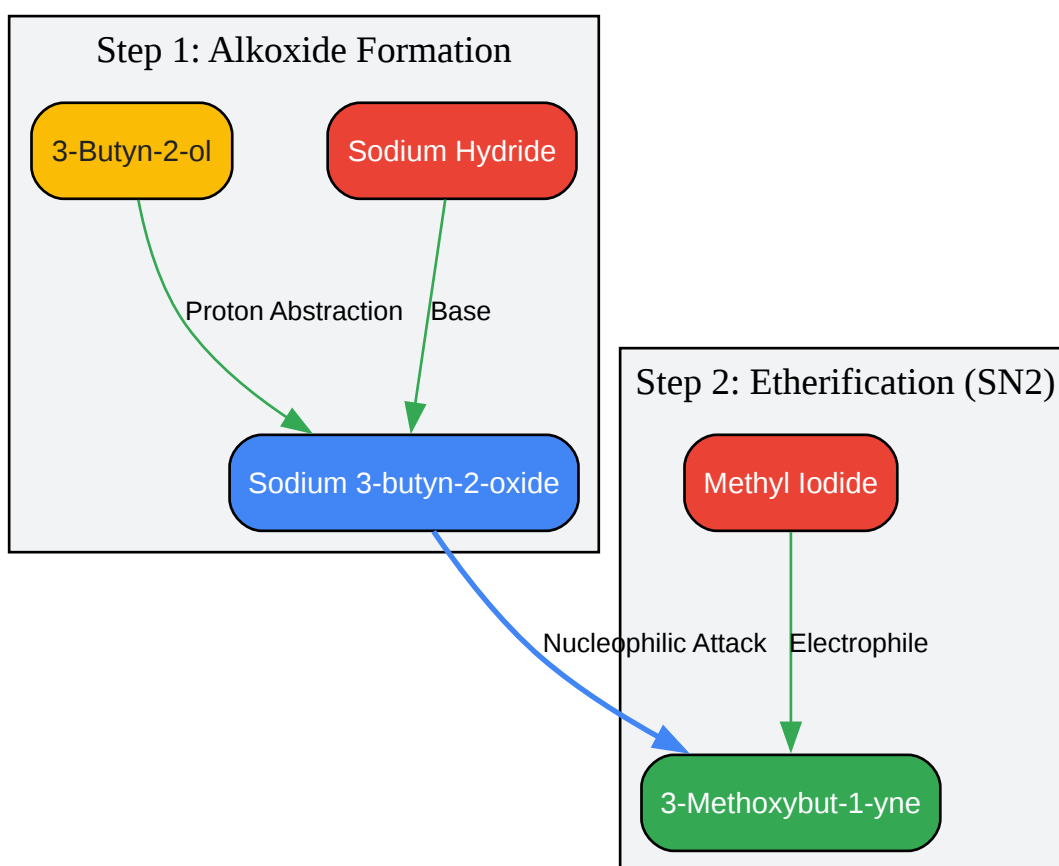 Step 1: Alkoxide Formation
3-Butyn-2-ol
Sodium Hydride
Proton Abstraction
Base
Sodium 3-butyn-2-oxide
Step 2: Etherification (SN2)
Methyl Iodide
Nucleophilic Attack
Electrophile
3-Methoxybut-1-yne